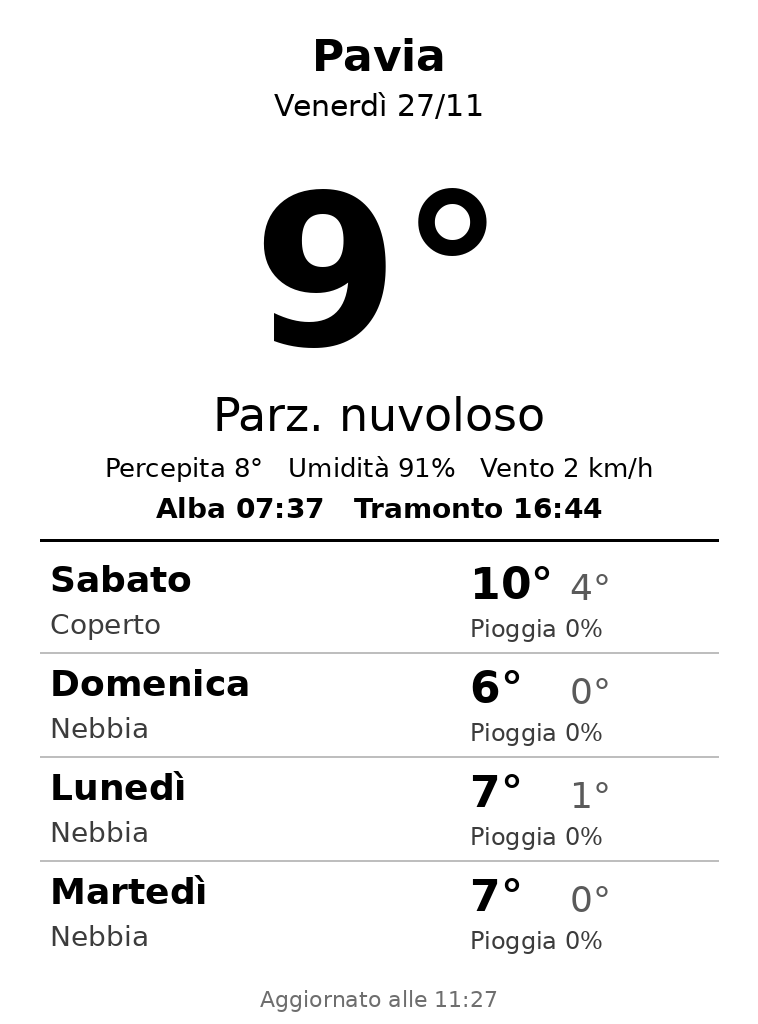 Pavia
Venerdì 27/11
9°
Parz. nuvoloso
Percepita 8° Umidità 91% Vento 2 km/h
Alba 07:37 Tramonto 16:44
Sabato 10° 4°
Coperto Pioggia 0%
Domenica 6° 0°
Nebbia Pioggia 0%
Lunedì 7° 1°
Nebbia Pioggia 0%
Martedì 7° 0°
Nebbia Pioggia 0%
Aggiornato alle 11:27